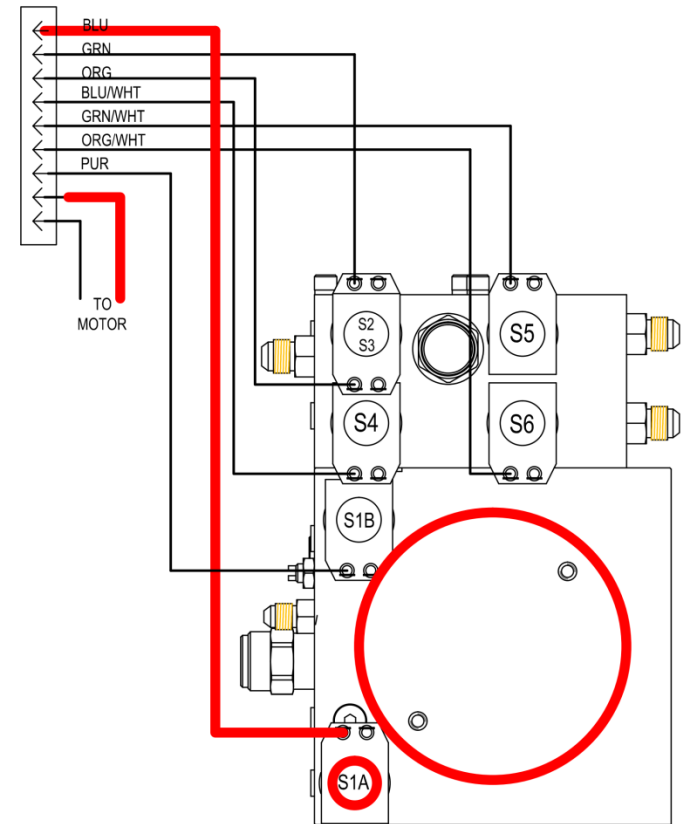 BLU
GRN
ORG
BLU/WHT
GRN/WHT
ORG/WHT
PUR
TO
MOTOR
S2
S3
S5
S4
S6
S1B
S1A